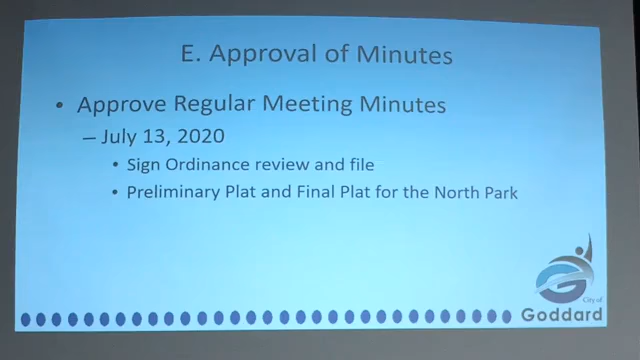 E. Approval of Minutes
• Approve Regular Meeting Minutes
– July 13, 2020
• Sign Ordinance review and file
• Preliminary Plat and Final Plat for the North Park
City of
Goddard